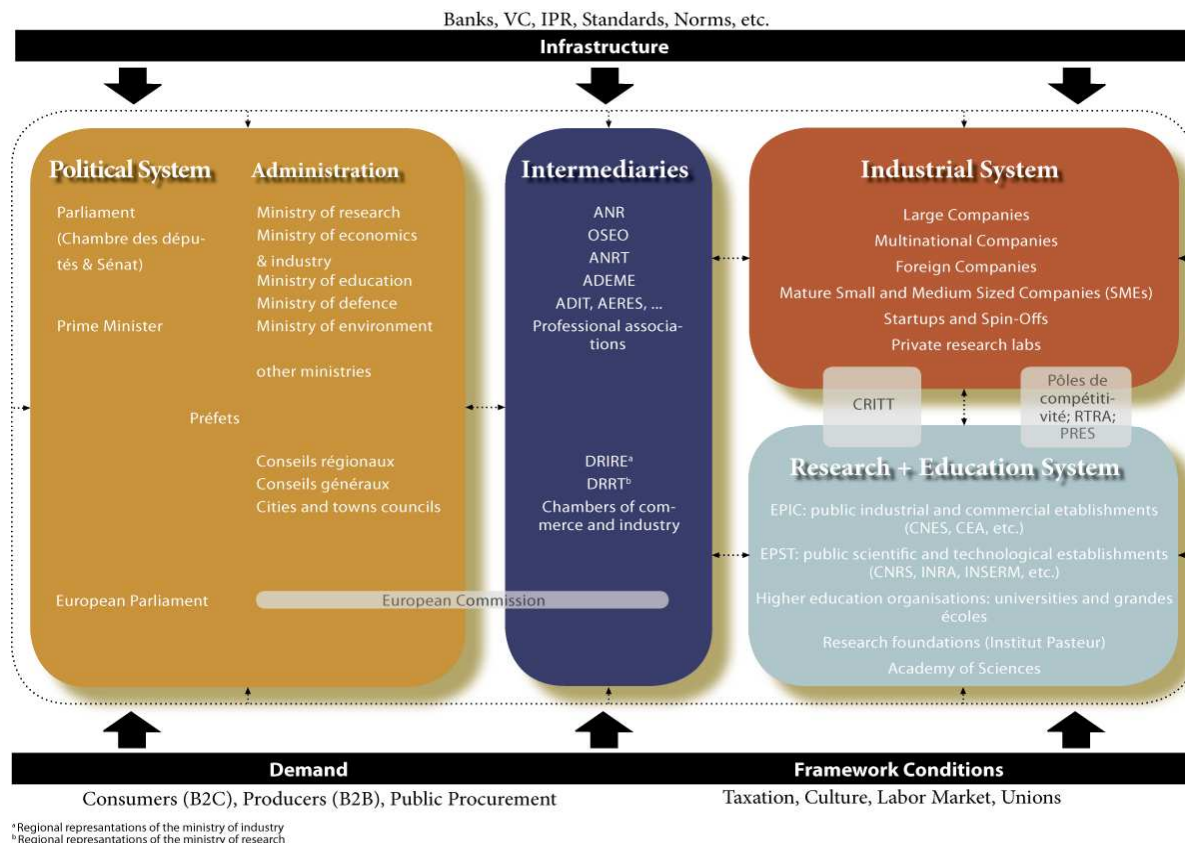 Banks, VC, IPR, Standards, Norms, etc.
Infrastructure
Political System
Parliament
(Chambre des dépu-
tés & Sénat)
Prime Minister
Administration
Ministry of research
Ministry of economics
& industry
Ministry of education
Ministry of defence
Ministry of environment
other ministries
Préfets
Conseils régionaux
Conseils généraux
Cities and towns councils
European Parliament
European Commission
Intermediaries
ANR
OSEO
ANRT
ADEME
ADIT, AERES, ...
Professional associa-
tions
DRIREa
DRRTb
Chambers of com-
merce and industry
Industrial System
Large Companies
Multinational Companies
Foreign Companies
Mature Small and Medium Sized Companies (SMEs)
Startups and Spin-Offs
Private research labs
CRITT
Pôles de
compétiti-
vité; RTRA;
PRES
Research + Education System
EPIC: public industrial and commercial etablishments
(CNES, CEA, etc.)
EPST: public scientific and technological establishments
(CNRS, INRA, INSERM, etc.)
Higher education organisations: universities and grandes
écoles
Research foundations (Institut Pasteur)
Academy of Sciences
Demand
Consumers (B2C), Producers (B2B), Public Procurement
Framework Conditions
Taxation, Culture, Labor Market, Unions
a Regional represantations of the ministry of industry
b Regional represantations of the ministry of research